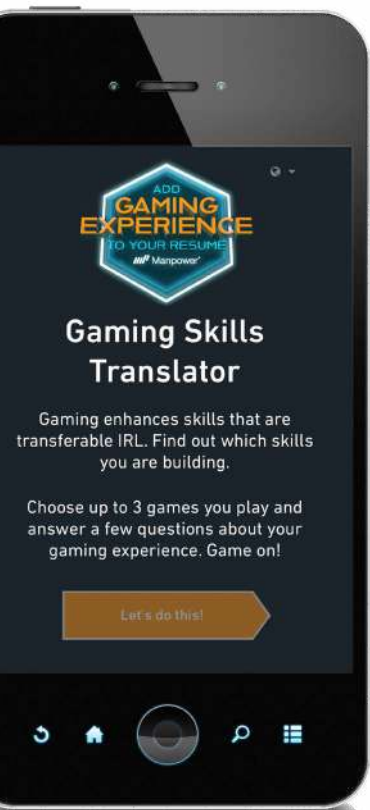 ADD
GAMING
EXPERIENCE
TO YOUR RESUME
Manpower
Gaming Skills
Translator
Gaming enhances skills that are
transferable IRL. Find out which skills
you are building.
Choose up to 3 games you play and
answer a few questions about your
gaming experience. Game on!
Let's do this!